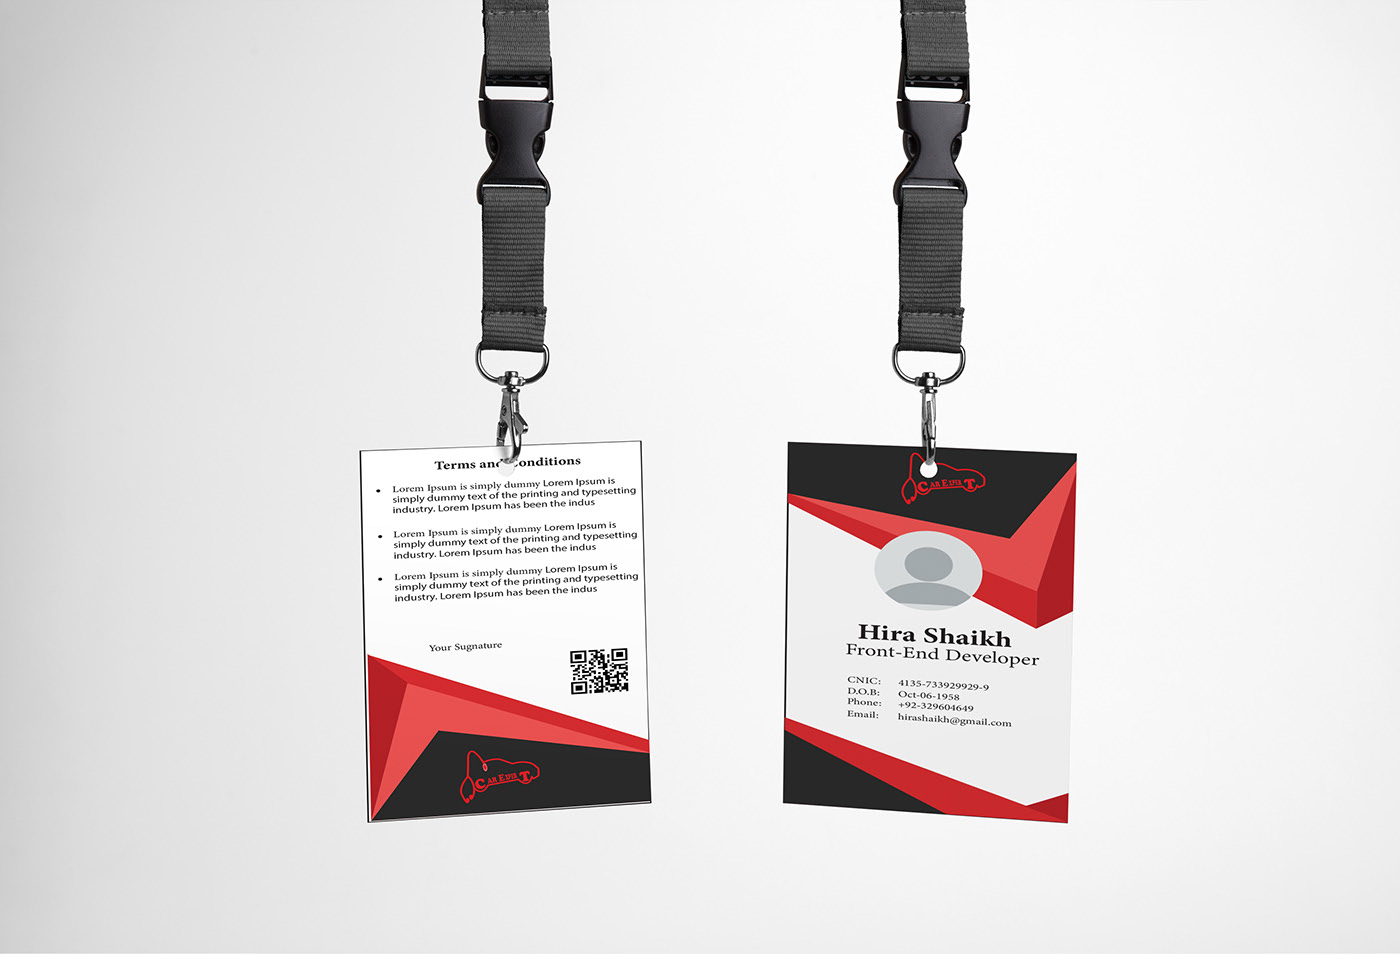 Terms and Conditions
• Lorem Ipsum is simply dummy Lorem Ipsum is
simply dummy text of the printing and typesetting
industry. Lorem Ipsum has been the indus
• Lorem Ipsum is simply dummy Lorem Ipsum is
simply dummy text of the printing and typesetting
industry. Lorem Ipsum has been the indus
• Lorem Ipsum is simply dummy Lorem Ipsum is
simply dummy text of the printing and typesetting
industry. Lorem Ipsum has been the indus
Your Sugnature
CAR
CAR
Hira Shaikh
Front-End Developer
CNIC: 4135-733929929-9
D.O.B: Oct-06-1958
Phone: +92-329604649
Email: hirashaikh@gmail.com